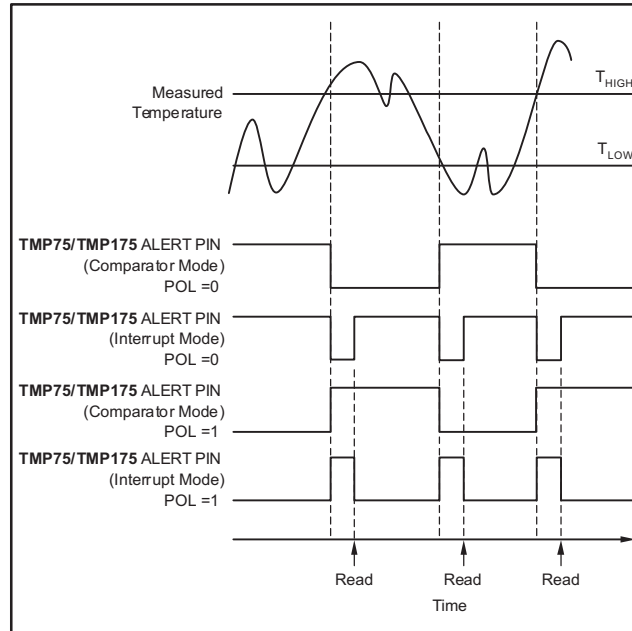 T_HIGH
Measured
Temperature
T_LOW
TMP75/TMP175 ALERT PIN
(Comparator Mode)
POL =0
TMP75/TMP175 ALERT PIN
(Interrupt Mode)
POL =0
TMP75/TMP175 ALERT PIN
(Comparator Mode)
POL =1
TMP75/TMP175 ALERT PIN
(Interrupt Mode)
POL =1
Read Read Read
Time